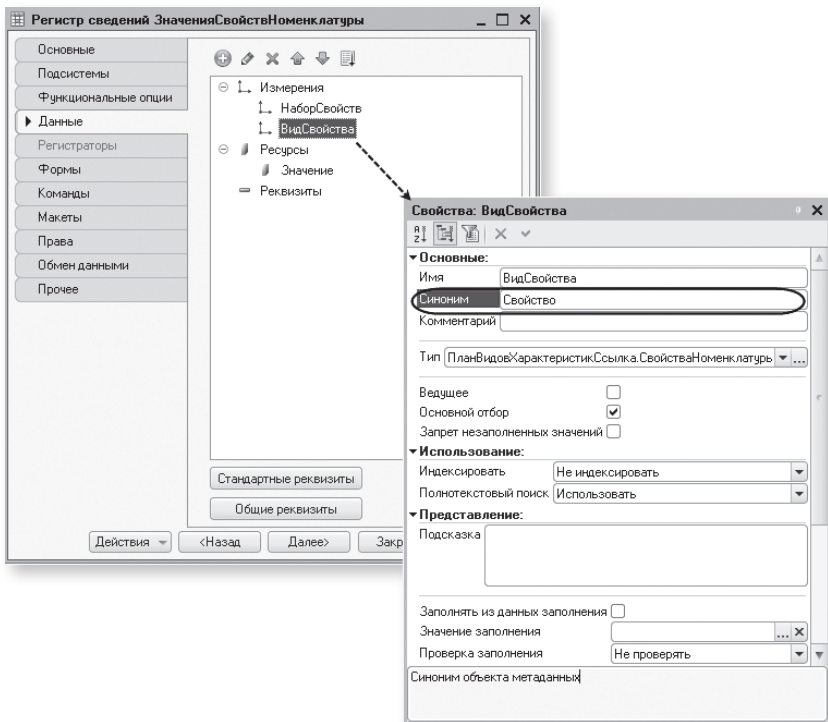 Регистр сведений ЗначенияСвойствНоменклатуры
Основные
Подсистемы
Функциональные опции
Данные
Регистраторы
Формы
Команды
Макеты
Права
Обмен данными
Прочее
Измерения
НаборСвойств
ВидСвойства
Ресурсы
Значение
Реквизиты
Стандартные реквизиты
Общие реквизиты
Действия
<Назад
Далее>
Закр
Свойства: ВидСвойства
Основные:
Имя ВидСвойства
Синоним Свойство
Комментарий
Тип ПланВидовХарактеристикСсылка.СвойстваНоменклатуры
Ведущее
Основной отбор
Запрет незаполненных значений
Использование:
Индексировать Не индексировать
Полнотекстовый поиск Использовать
Представление:
Подсказка
Заполнять из данных заполнения
Значение заполнения
Проверка заполнения Не проверять
Синоним объекта метаданных